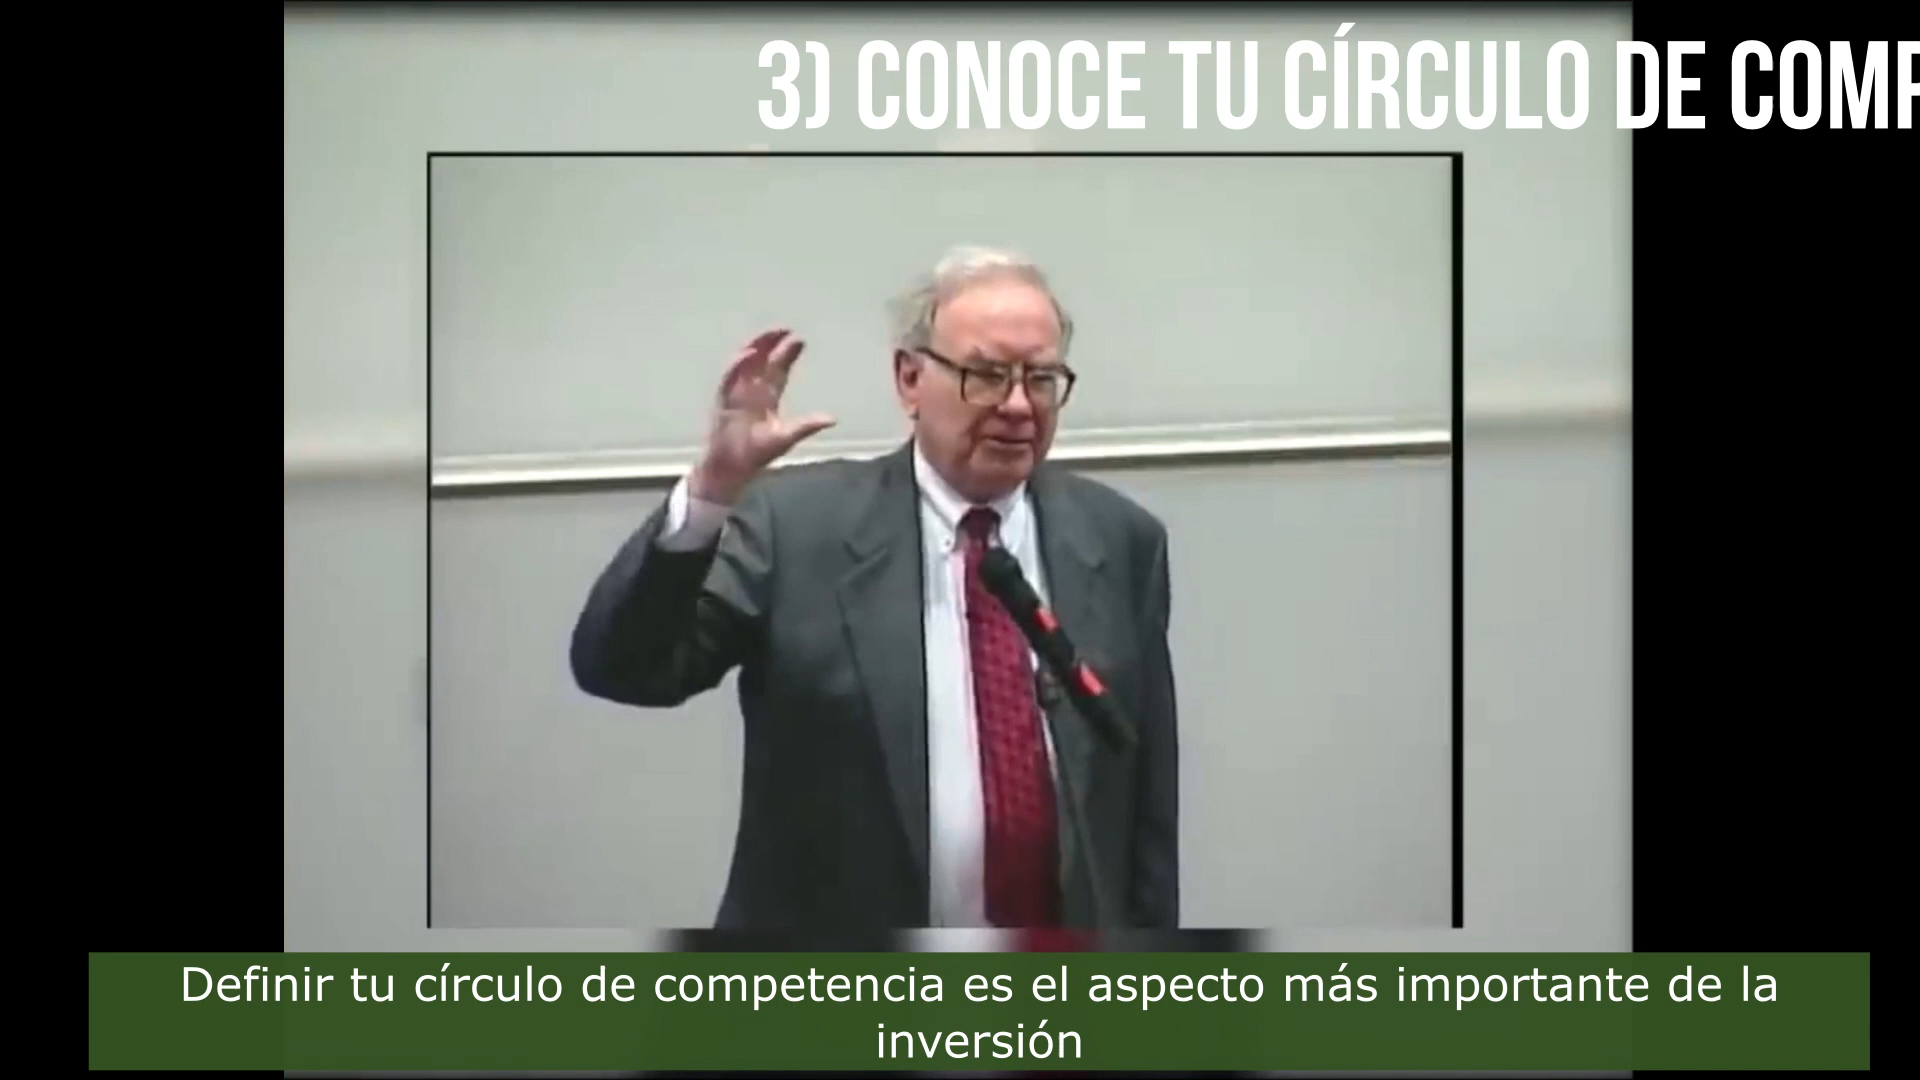 3) CONOCE TU CÍRCULO DE COMP
Definir tu círculo de competencia es el aspecto más importante de la
inversión